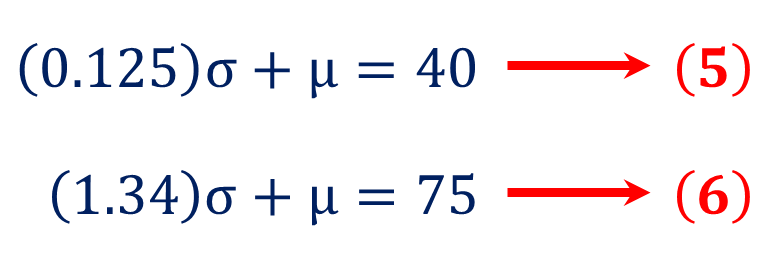 (0.125)σ + μ = 40 ⟶ (5)
(1.34)σ + μ = 75 ⟶ (6)